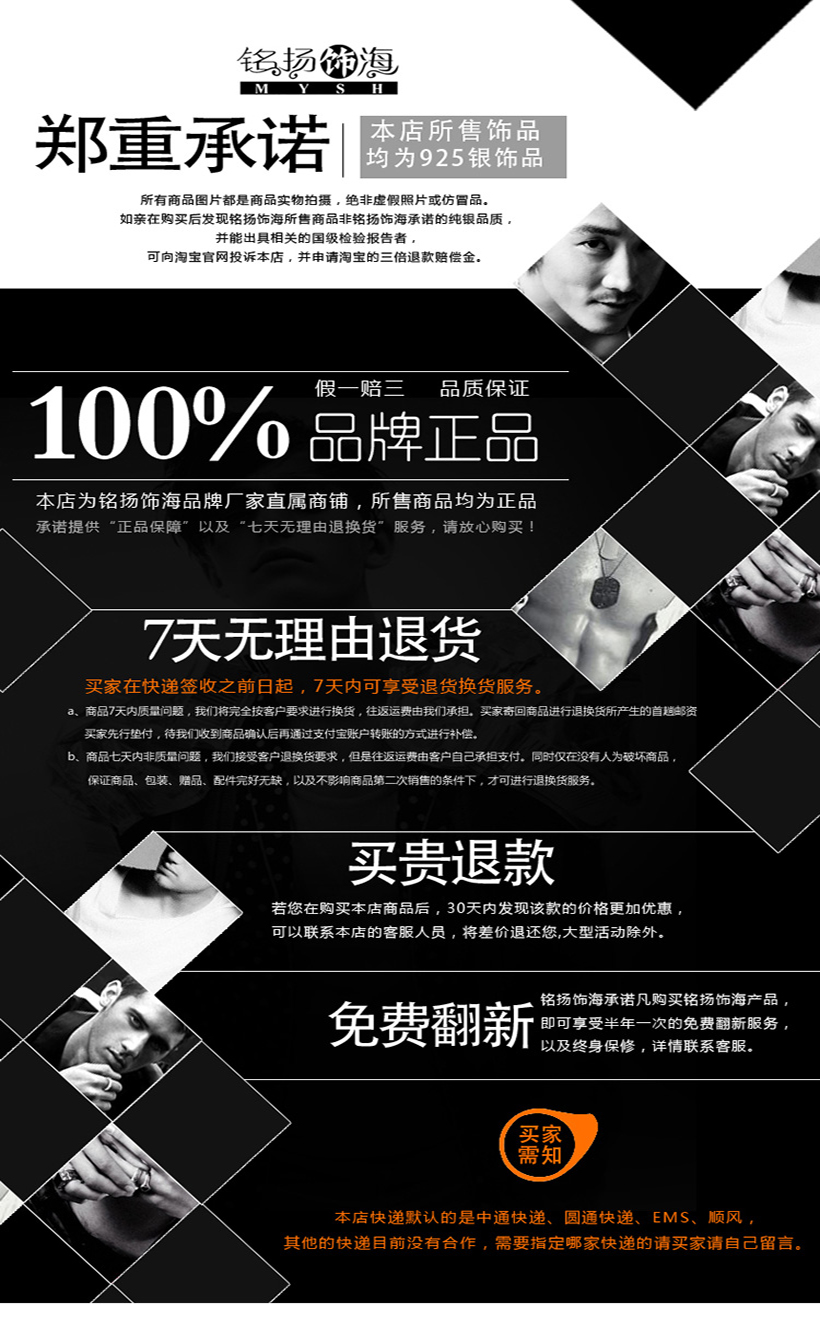 铭扬饰海
MYSH
郑重承诺
本店所售饰品
均为925银饰品
所有商品图片都是商品实物拍摄，绝非虚假照片或仿冒品。
如亲在购买后发现铭扬饰海所售商品非铭扬饰海承诺的纯银品质，
并能出具相关的国级检验报告者，
可向淘宝官网投诉本店，并申请淘宝的三倍退款赔偿金。
100%
假一赔三 品质保证
品牌正品
本店为铭扬饰海品牌厂家直属商铺，所售商品均为正品
承诺提供“正品保障”以及“七天无理由退换货”服务，请放心购买！
7天无理由退货
买家在快递签收之前日起，7天内可享受退货换货服务。
a、商品7天内质量问题，我们将完全按客户要求进行换货，往返运费由我们承担。买家寄回商品进行退换货所产生的首趟邮资
买家先行垫付，待我们收到商品确认后再通过支付宝账户转账的方式进行补偿。
b、商品七天内非质量问题，我们接受客户退换货要求，但是往返运费由客户自己承担支付。同时仅在没有人为破坏商品，
保证商品、包装、赠品、配件完好无缺，以及不影响商品第二次销售的条件下，才可进行退换货服务。
买贵退款
若您在购买本店商品后，30天内发现该款的价格更加优惠，
可以联系本店的客服人员，将差价退还您,大型活动除外。
免费翻新
铭扬饰海承诺凡购买铭扬饰海产品，
即可享受半年一次的免费翻新服务，
以及终身保修，详情联系客服。
买家
需知
本店快递默认的是中通快递、圆通快递、EMS、顺风，
其他的快递目前没有合作，需要指定哪家快递的请买家请自己留言。